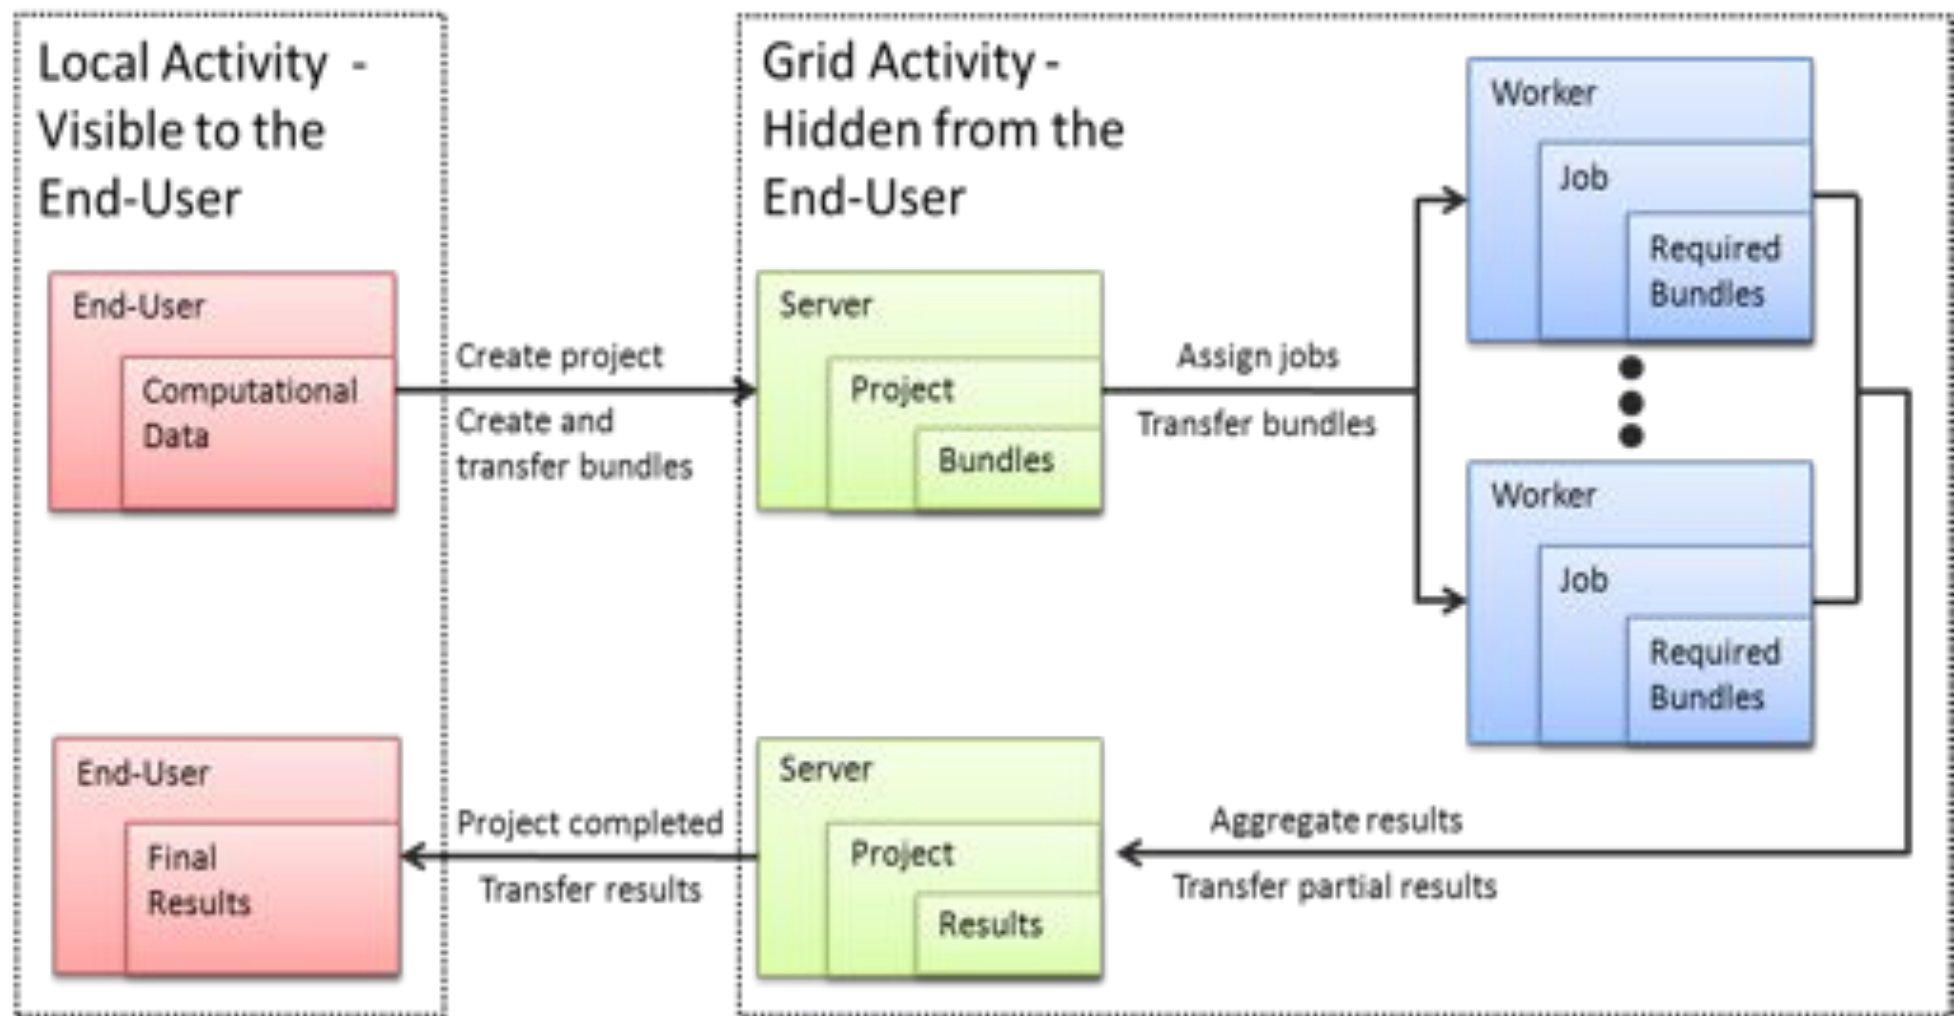 Local Activity -
Visible to the
End-User
Grid Activity -
Hidden from the
End-User
Worker
Job
Required
Bundles
End-User
Computational
Data
Create project
Create and
transfer bundles
Server
Project
Bundles
Assign jobs
Transfer bundles
Worker
Job
Required
Bundles
End-User
Final
Results
Project completed
Transfer results
Server
Project
Results
Aggregate results
Transfer partial results